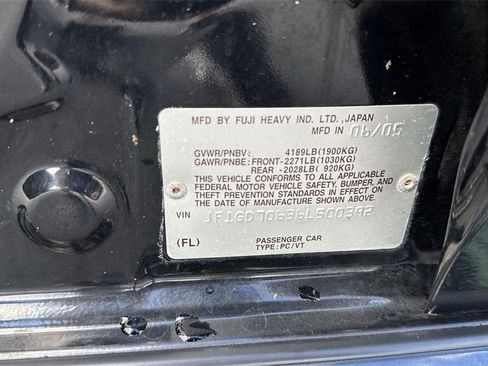 MFD BY FUJI HEAVY IND. LTD.,JAPAN
MFD IN 06/05
GVWR/PNBV: 4189LB(1900KG)
GAWR/PNBE:FRONT-2271LB(1030KG)
REAR -2028LB( 920KG)
THIS VEHICLE CONFORMS TO ALL APPLICABLE
FEDERAL MOTOR VEHICLE SAFETY, BUMPER, AND
THEFT PREVENTION STANDARDS IN EFFECT ON
THE DATE OF MANUFACTURE SHOWN ABOVE.
VIN JF1GD70636L500392
(FL) PASSENGER CAR
TYPE:PC/VT